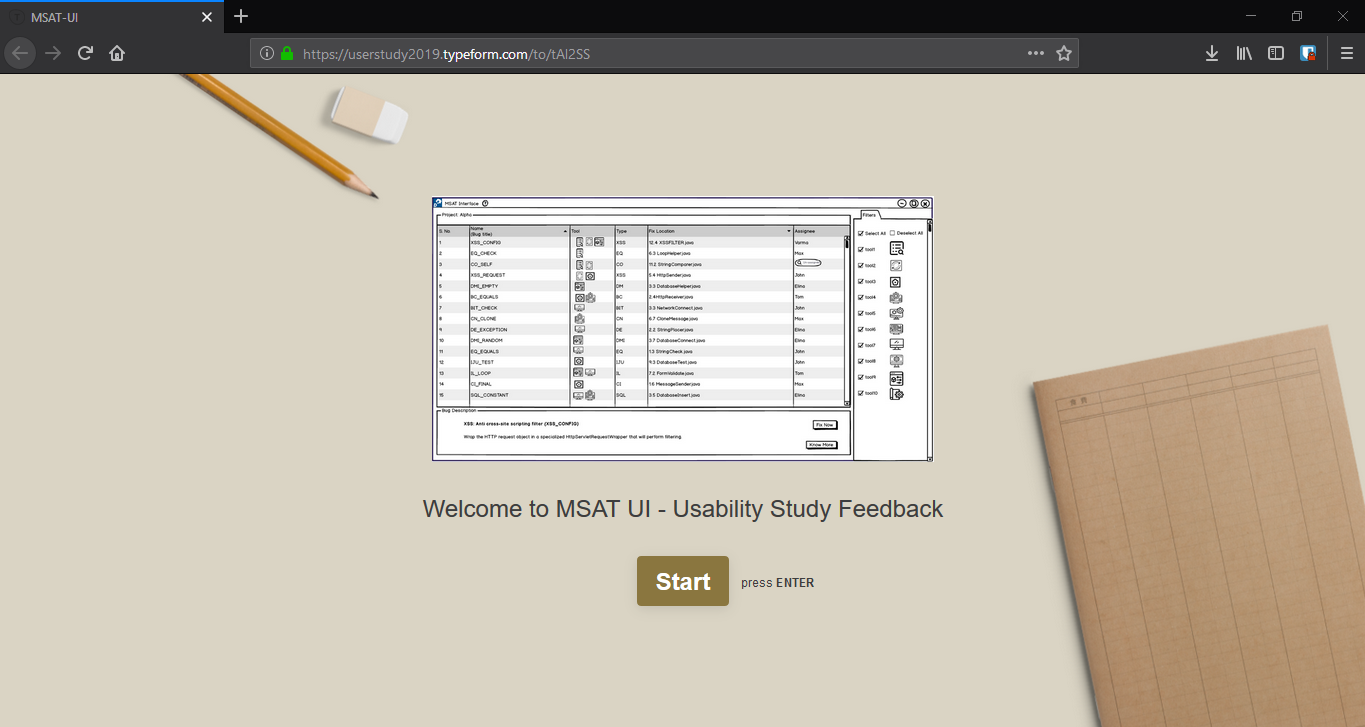 MSAT-UI
https://userstudy2019.typeform.com/to/tAI2SS
MSAT Interface
Project: Alpha
S. No Name (Bug title) Tool Type Fix Location Assignee
1 XSS_CONFIG XSS 12.4 XSSFILTER.java Varma
2 EQ_CHECK EQ 6.3 LoopHelper.java Max
3 CO_SELF CO 11.2 StringComparer.java
4 XSS_REQUEST XSS 5.4 HttpSender.java John
5 DMI_EMPTY DM 3.3 DatabaseHelper.java Elina
6 BC_EQUALS BC 2.4HttpReceiver.java Tom
7 BIT_CHECK BIT 3.3 NetworkConnect.java John
8 CN_CLONE CN 6.7 CloneMessage.java Max
9 DE_EXCEPTION DE 2.2 StringPlacer.java Elina
10 DMI_RANDOM DMI 3.7 DatabaseConnect.java Elina
11 EQ_EQUALS EQ 1.3 StringCheck.java John
12 IJU_TEST IJU 9.3 DatabaseTest.java John
13 IL_LOOP IL 7.2 FormValidate.java Tom
14 CI_FINAL CI 1.6 MessageSender.java Max
15 SQL_CONSTANT SQL 3.5 DatabaseInsert.java Elina
Filters
Select All Deselect All
tool1
tool2
tool3
tool4
tool5
tool6
tool7
tool8
tool9
tool10
Bug Description
XSS: Anti cross-site scripting filter (XSS_CONFIG)
Wrap the HTTP request object in a specialized HttpServletRequestWrapper that will perform filtering.
Fix Now
Know More
Welcome to MSAT UI - Usability Study Feedback
Start press ENTER